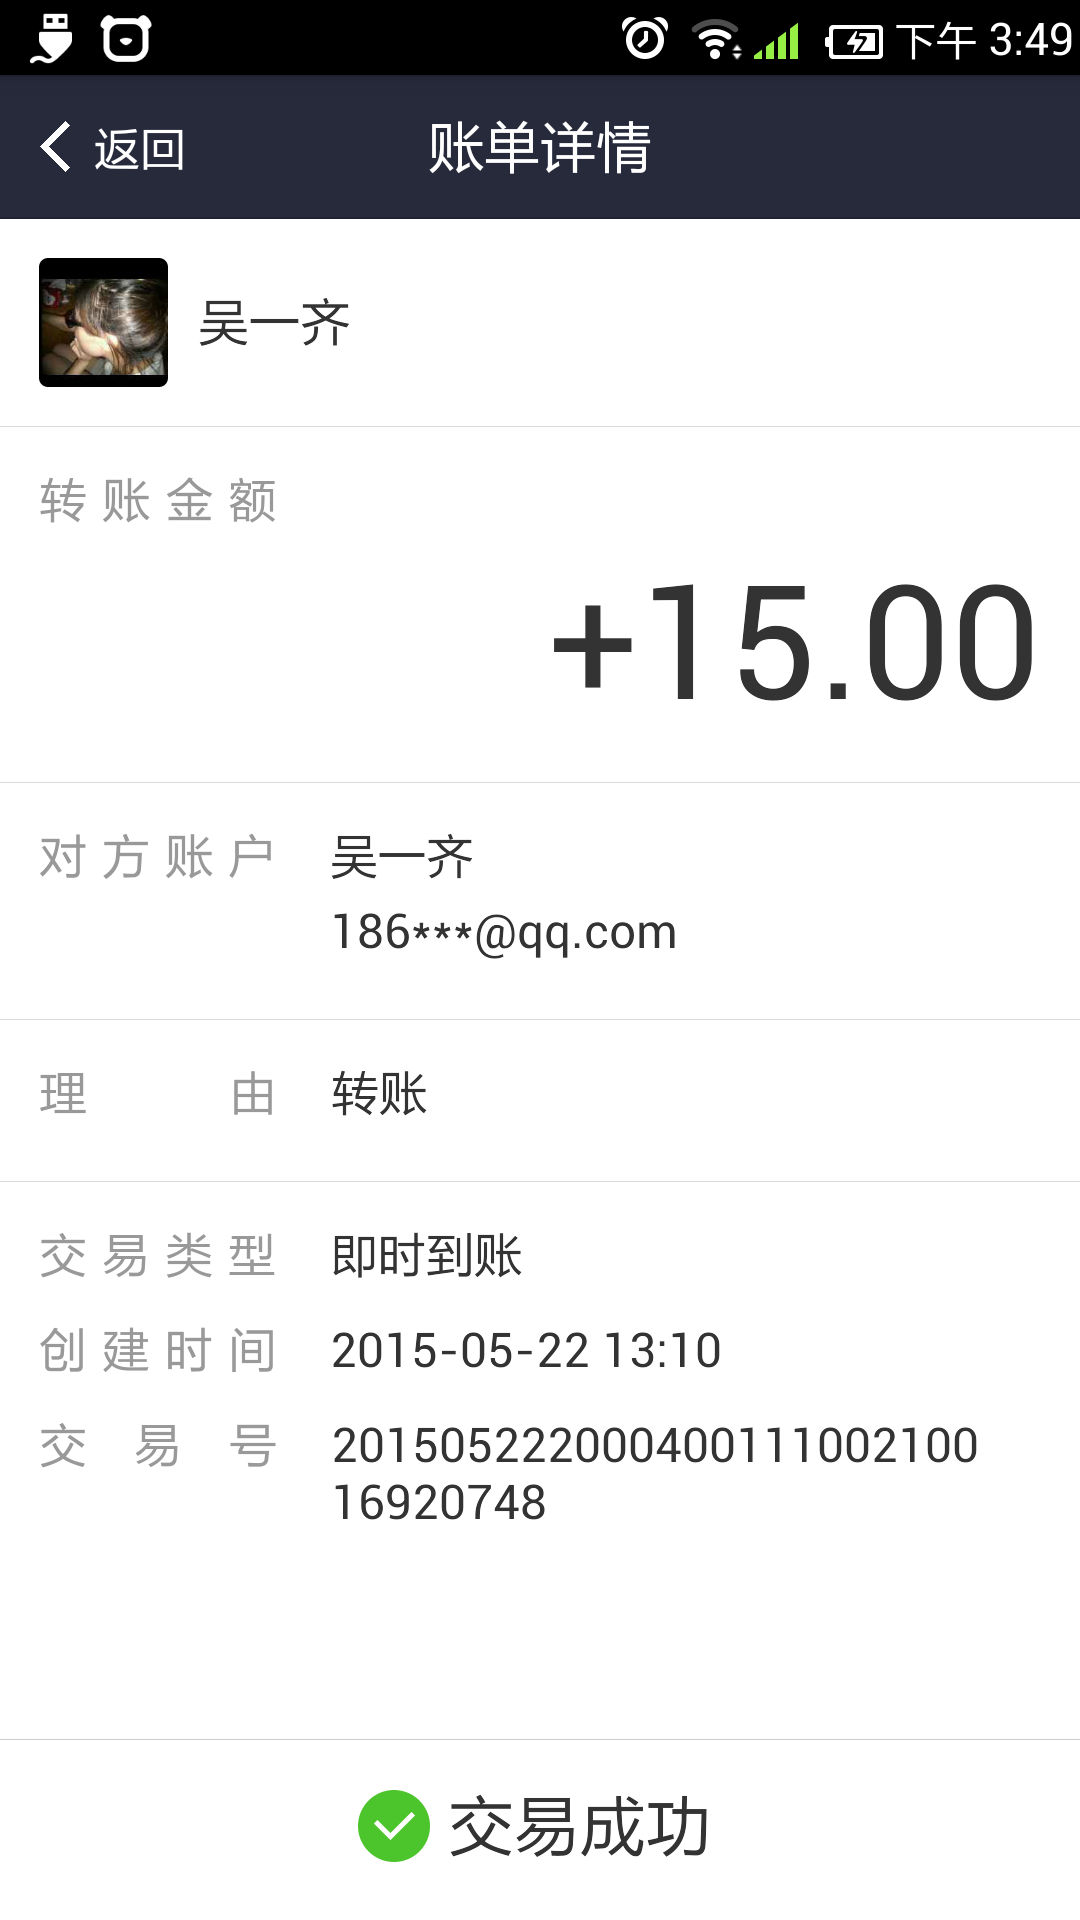 下午 3:49
返回
账单详情
吴一齐
转账金额
+15.00
对方账户
吴一齐
186***@qq.com
理由
转账
交易类型
即时到账
创建时间
2015-05-22 13:10
交易号
201505222000400111002100
16920748
交易成功